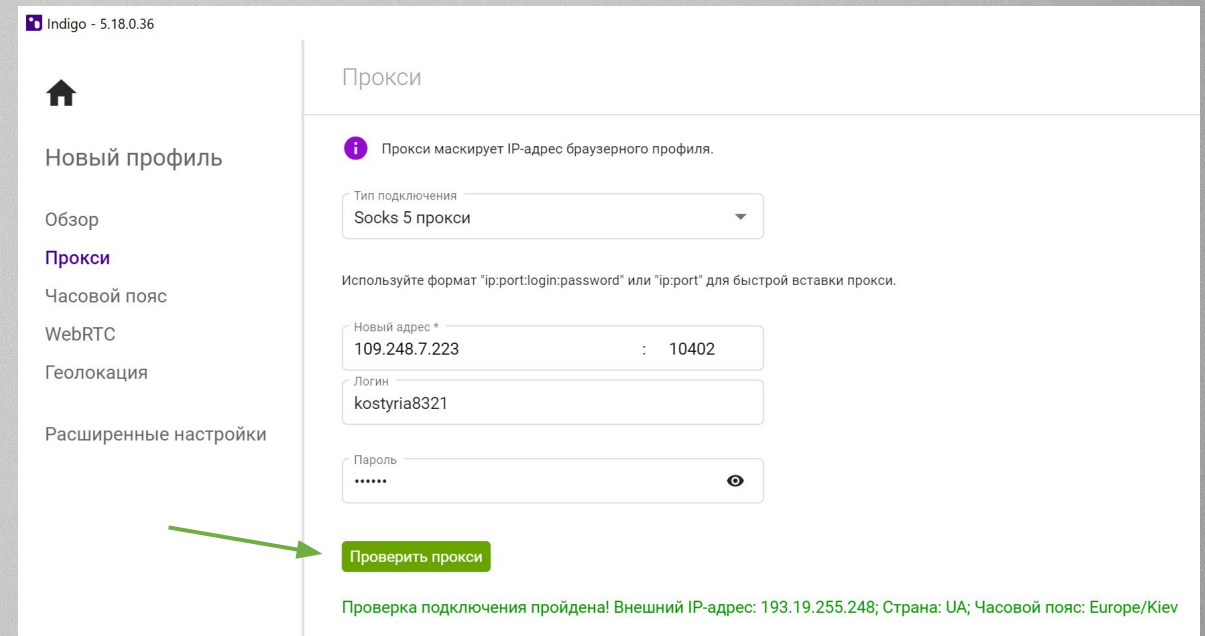 Indigo - 5.18.0.36
Новый профиль
Обзор
Прокси
Часовой пояс
WebRTC
Геолокация
Расширенные настройки
Прокси
Прокси маскирует IP-адрес браузерного профиля.
Тип подключения
Socks 5 прокси
Используйте формат "ip:port:login:password" или "ip:port" для быстрой вставки прокси.
Новый адрес *
109.248.7.223 : 10402
Логин
kostyria8321
Пароль
••••••
Проверить прокси
Проверка подключения пройдена! Внешний IP-адрес: 193.19.255.248; Страна: UA; Часовой пояс: Europe/Kiev